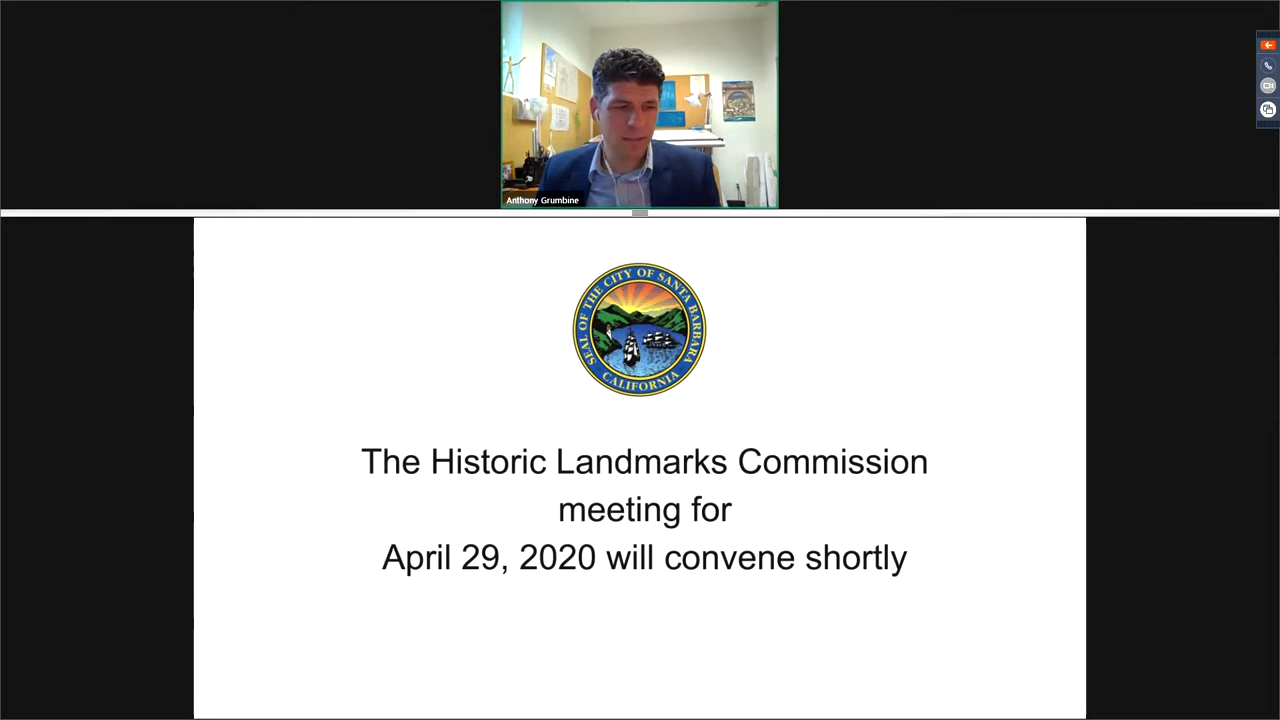 Anthony Grumbine
SEAL OF THE CITY OF SANTA BARBARA
CALIFORNIA
The Historic Landmarks Commission
meeting for
April 29, 2020 will convene shortly